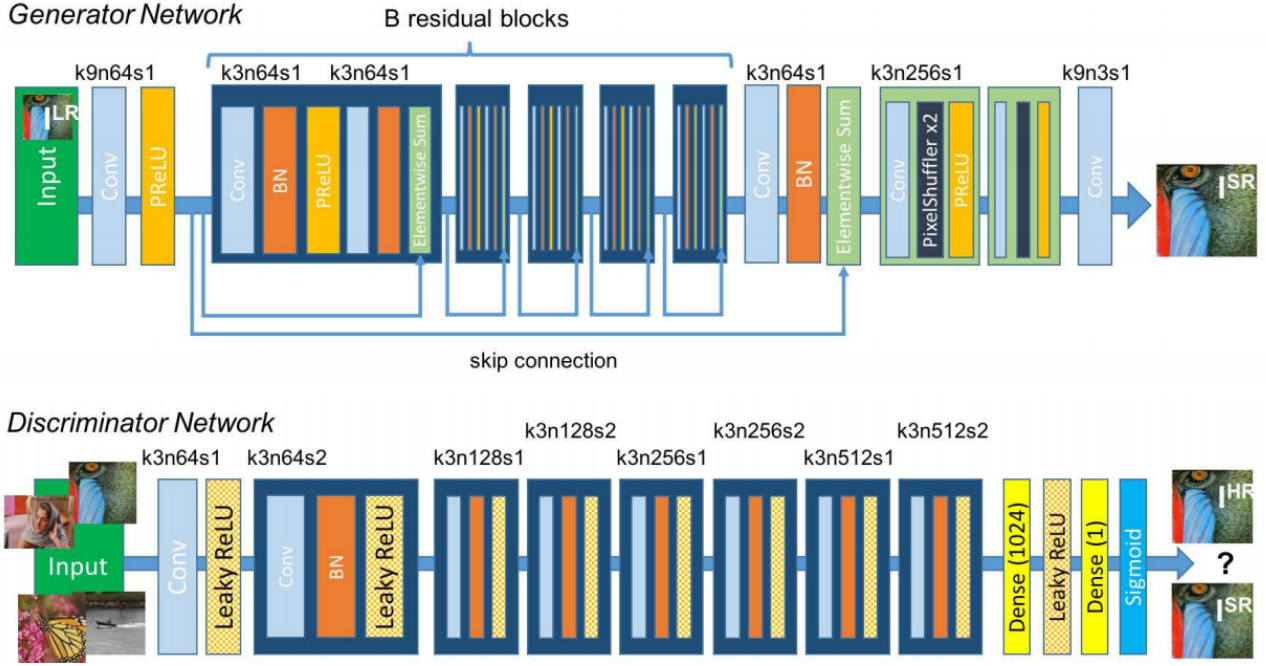 Generator Network
B residual blocks
k9n64s1
k3n64s1
k3n64s1
k3n64s1
k3n256s1
k9n3s1
I^LR
Input
Conv
PReLU
Conv
BN
PReLU
Elementwise Sum
Conv
BN
Elementwise Sum
Conv
PixelShuffler x2
PReLU
Conv
I^SR
skip connection
Discriminator Network
k3n64s1
k3n64s2
k3n128s1
k3n128s2
k3n256s1
k3n256s2
k3n512s1
k3n512s2
Input
Conv
Leaky ReLU
Conv
BN
Leaky ReLU
Dense (1024)
Leaky ReLU
Dense (1)
Sigmoid
I^HR
?
I^SR